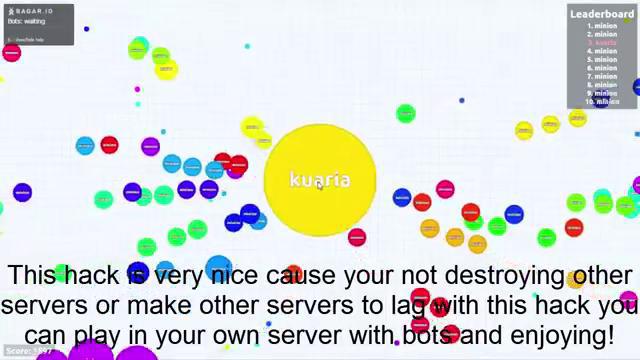 BAGAR.IO
Bots: waiting
Leaderboard
1. minion
2. minion
3. kuaria
4. minion
5. minion
6. minion
7. minion
8. minion
9. minion
10. minion
kuaria
This hack is very nice cause your not destroying other
servers or make other servers to lag with this hack you
can play in your own server with bots and enjoying!
Score: 1897